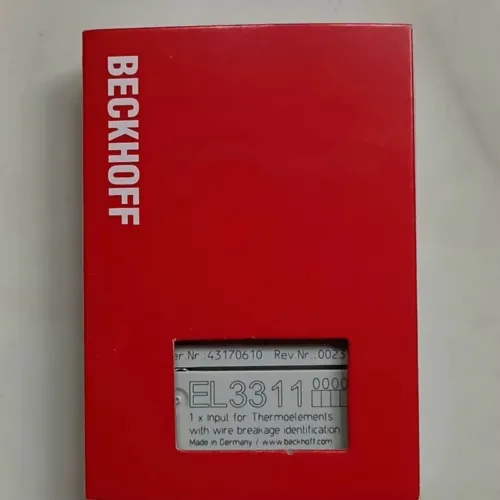 BECKHOFF
er Nr.:43170610 Rev.Nr.:0023
EL3311 0000
1 x Input for Thermoelements
with wire breakage identification
Made in Germany / www.beckhoff.com